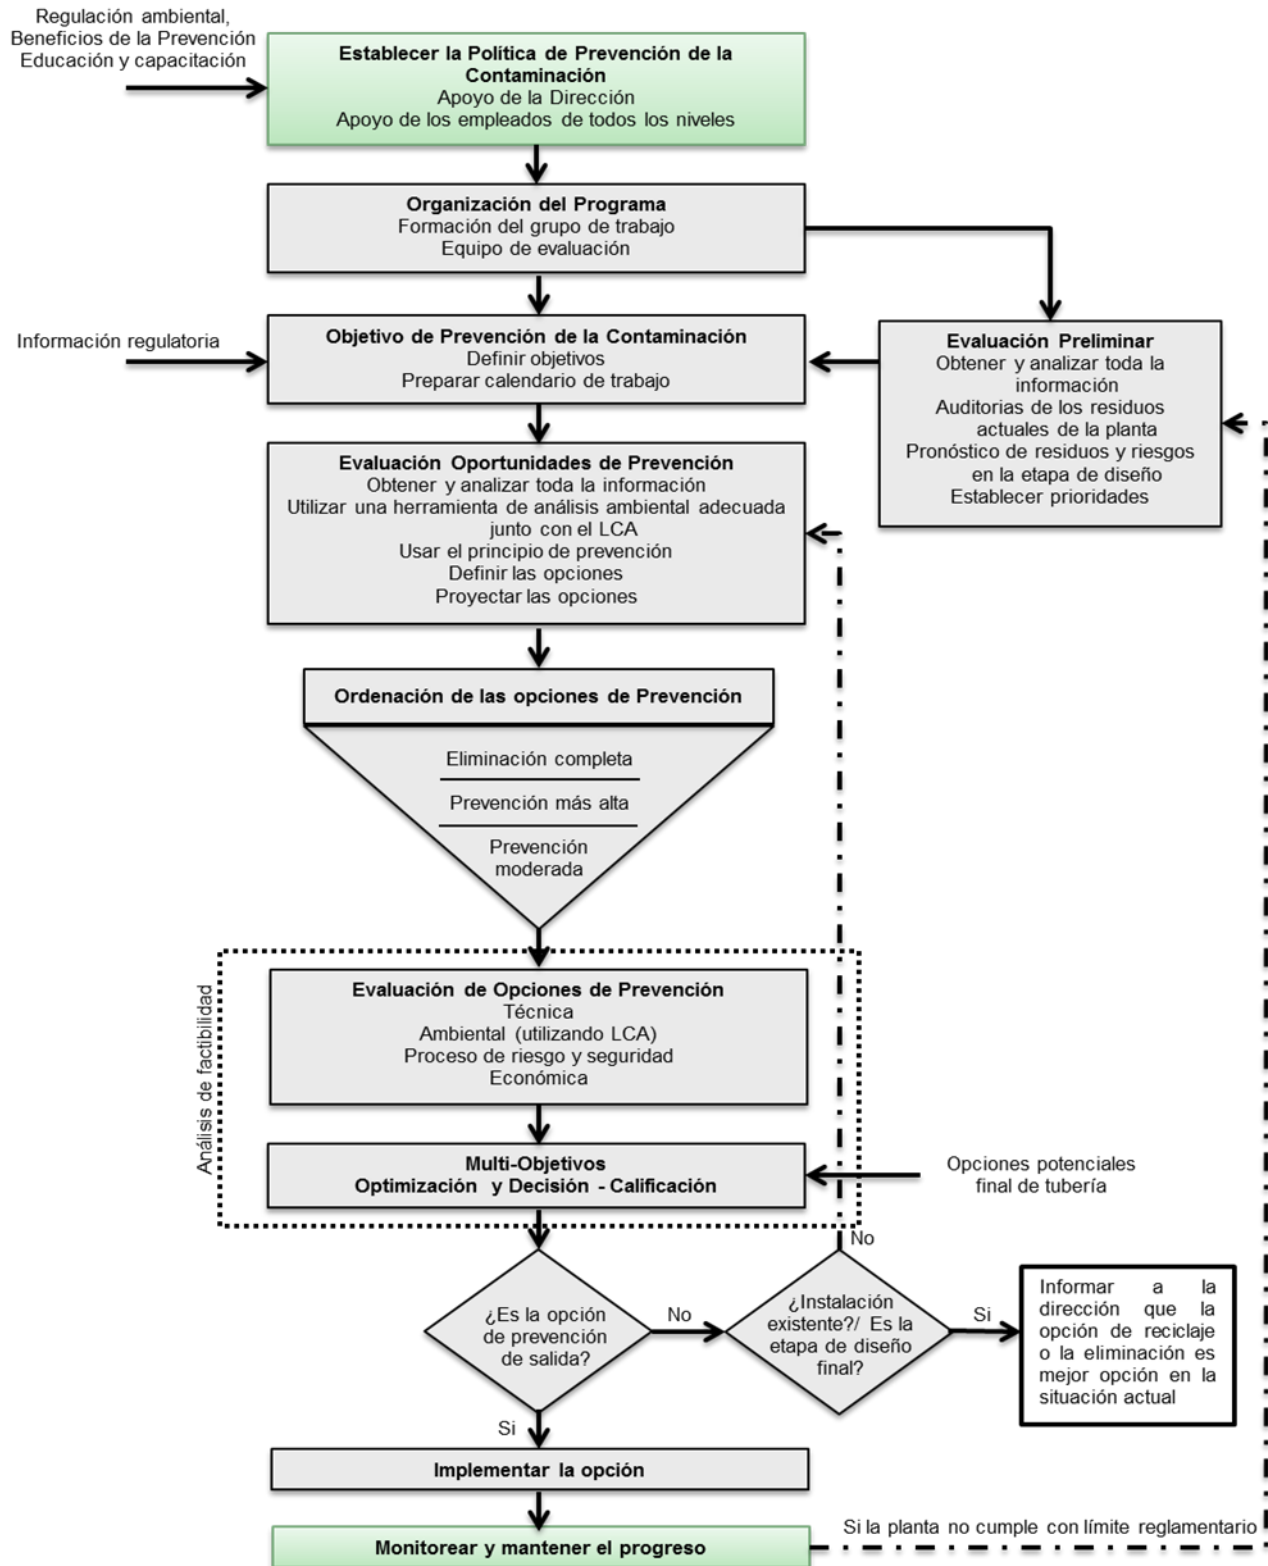 Regulación ambiental,
Beneficios de la Prevención
Educación y capacitación
Establecer la Política de Prevención de la
Contaminación
Apoyo de la Dirección
Apoyo de los empleados de todos los niveles
Organización del Programa
Formación del grupo de trabajo
Equipo de evaluación
Información regulatoria
Objetivo de Prevención de la Contaminación
Definir objetivos
Preparar calendario de trabajo
Evaluación Preliminar
Obtener y analizar toda la
información
Auditorias de los residuos
actuales de la planta
Pronóstico de residuos y riesgos
en la etapa de diseño
Establecer prioridades
Evaluación Oportunidades de Prevención
Obtener y analizar toda la información
Utilizar una herramienta de análisis ambiental adecuada
junto con el LCA
Usar el principio de prevención
Definir las opciones
Proyectar las opciones
Ordenación de las opciones de Prevención
Eliminación completa
Prevención más alta
Prevención
moderada
Análisis de factibilidad
Evaluación de Opciones de Prevención
Técnica
Ambiental (utilizando LCA)
Proceso de riesgo y seguridad
Económica
Multi-Objetivos
Optimización y Decisión - Calificación
Opciones potenciales
final de tubería
¿Es la opción
de prevención
de salida?
No
¿Instalación
existente?/ Es la
etapa de diseño
final?
No
Si
Informar a la
dirección que la
opción de reciclaje
o la eliminación es
mejor opción en la
situación actual
Si
Implementar la opción
Monitorear y mantener el progreso
Si la planta no cumple con límite reglamentario